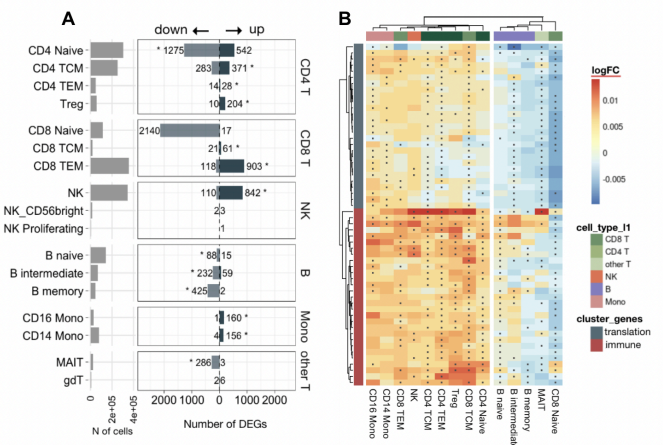 A
down ← → up
CD4 Naive * 1275 542
CD4 TCM 283 371 *
CD4 TEM 14 28 *
Treg 10 204 *
CD4 T
CD8 Naive 2140 17
CD8 TCM 21 61 *
CD8 TEM 118 903 *
CD8 T
NK 110 842 *
NK_CD56bright 2 3
NK Proliferating 1
NK
B naive * 88 15
B intermediate * 232 59
B memory * 425 2
B
CD16 Mono 1 160 *
CD14 Mono 4 156 *
Mono
MAIT * 286 3
gdT 26
other T
0 2e+05 4e+05
N of cells
2000 1000 0 1000 2000
Number of DEGs
B
CD16 Mono
CD14 Mono
CD8 TEM
NK
CD4 TCM
CD4 TEM
Treg
CD8 TCM
CD4 Naive
B naive
B intermediate
B memory
MAIT
CD8 Naive
logFC
0.01
0.005
0
-0.005
cell_type_l1
CD8 T
CD4 T
other T
NK
B
Mono
cluster_genes
translation
immune